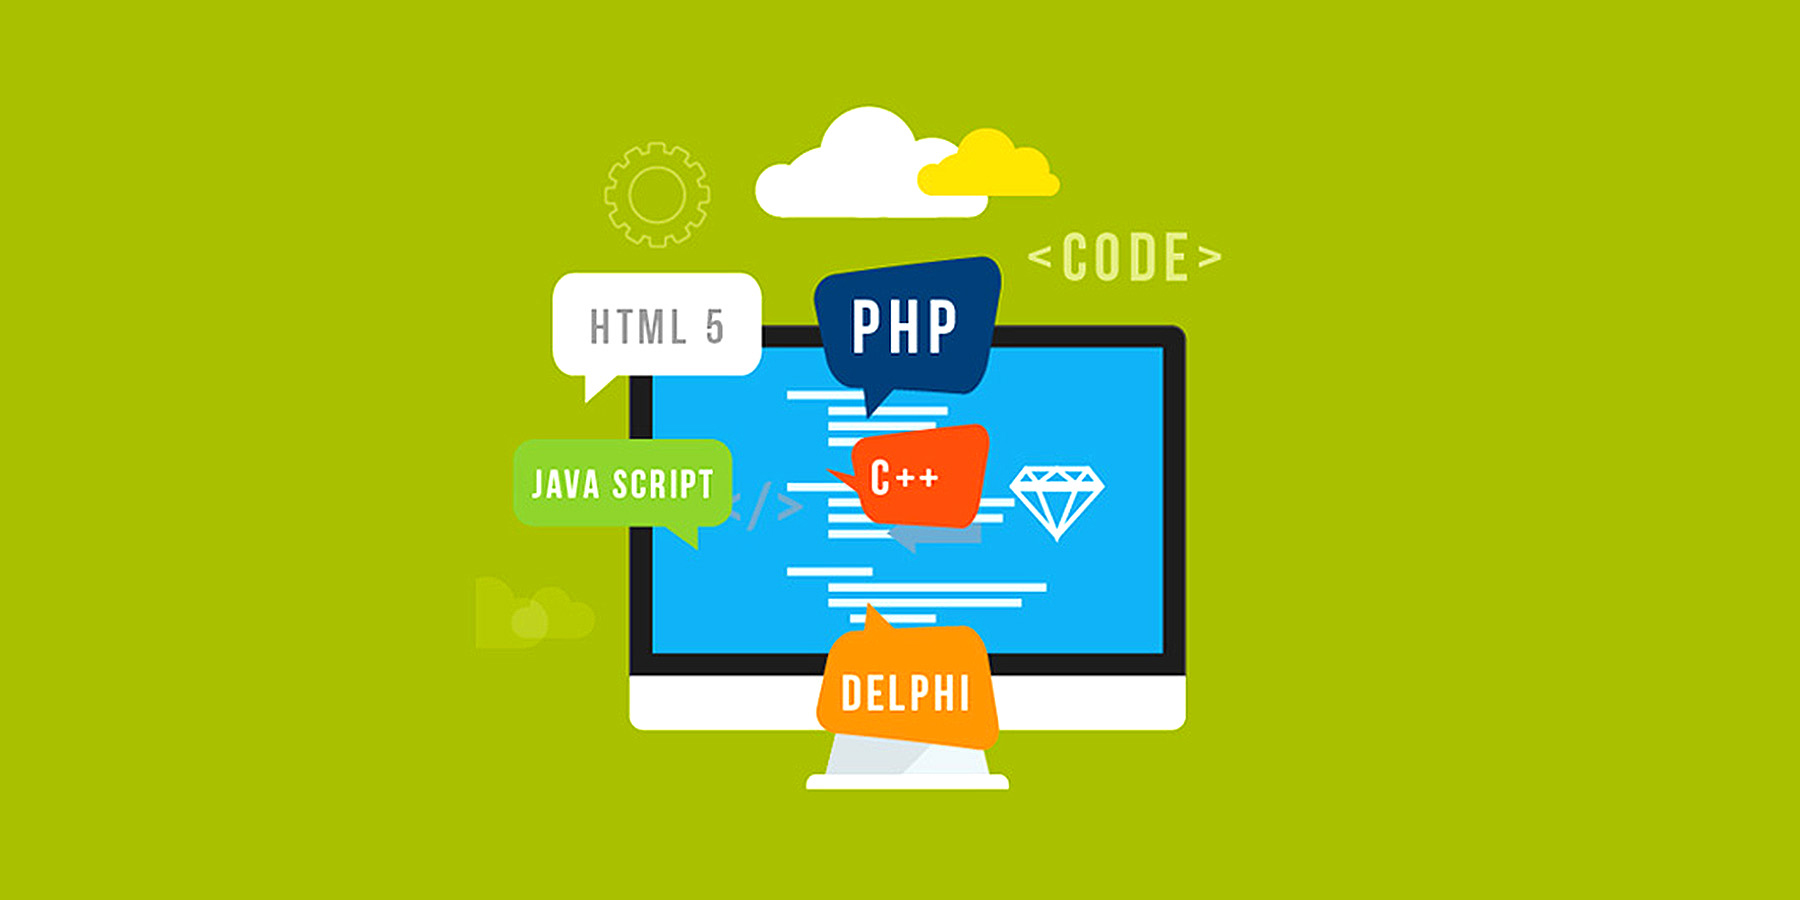 <CODE>
HTML 5
PHP
JAVA SCRIPT
C++
</>
DELPHI